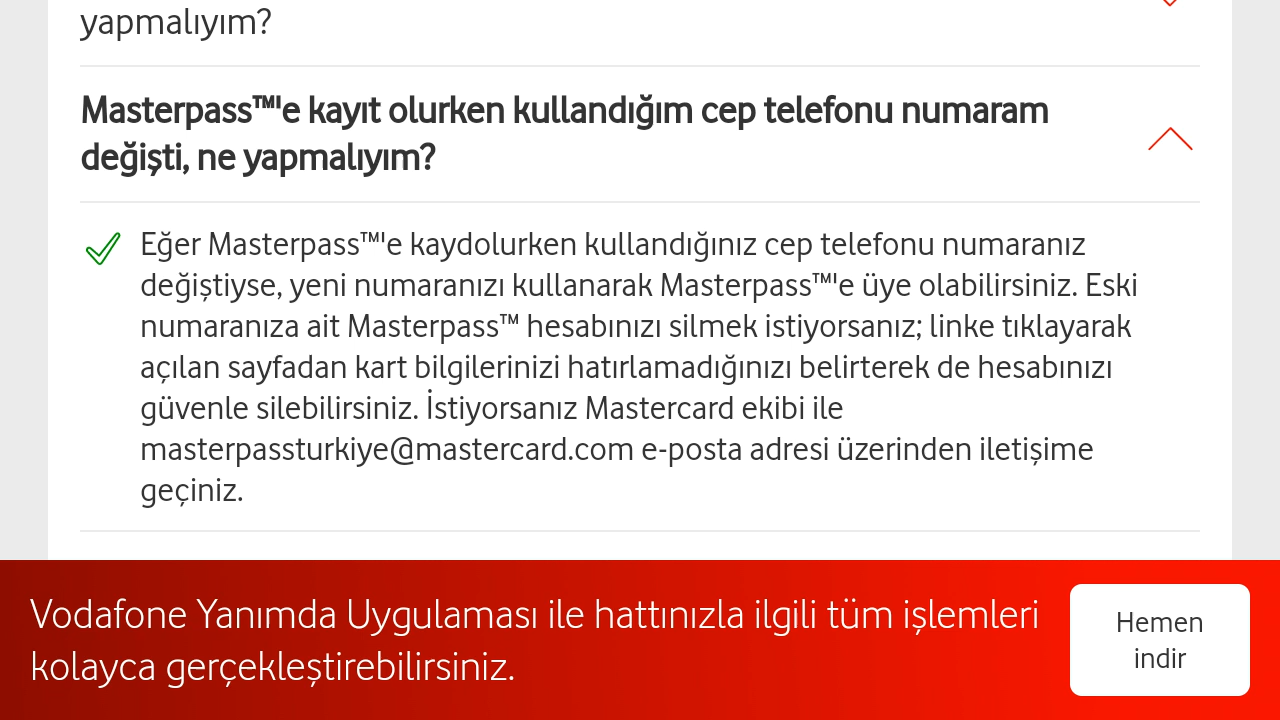 yapmalıyım?
Masterpass™'e kayıt olurken kullandığım cep telefonu numaram
değişti, ne yapmalıyım?
Eğer Masterpass™'e kaydolurken kullandığınız cep telefonu numaranız
değiştiyse, yeni numaranızı kullanarak Masterpass™'e üye olabilirsiniz. Eski
numaranıza ait Masterpass™ hesabınızı silmek istiyorsanız; linke tıklayarak
açılan sayfadan kart bilgilerinizi hatırlamadığınızı belirterek de hesabınızı
güvenle silebilirsiniz. İstiyorsanız Mastercard ekibi ile
masterpassturkiye@mastercard.com e-posta adresi üzerinden iletişime
geçiniz.
Vodafone Yanımda Uygulaması ile hattınızla ilgili tüm işlemleri
kolayca gerçekleştirebilirsiniz.
Hemen
indir